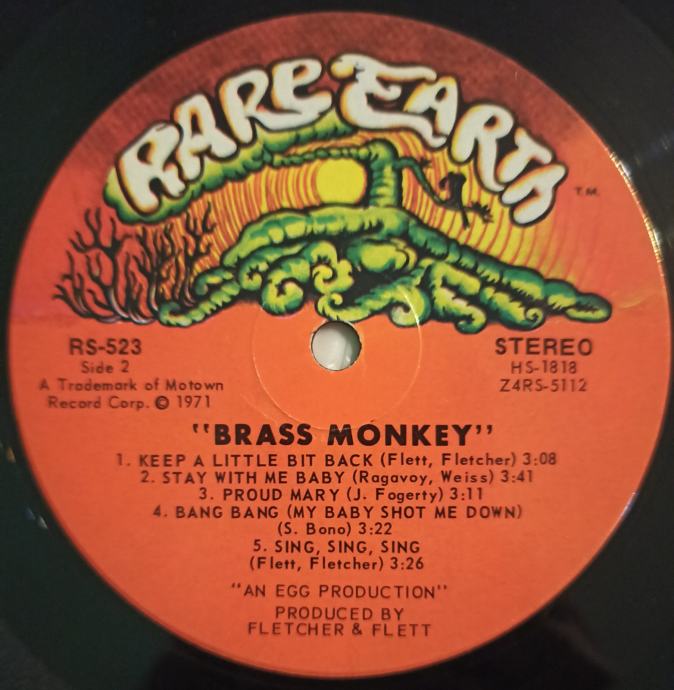 RARE EARTH
T.M.
RS-523
Side 2
A Trademark of Motown
Record Corp. © 1971
STEREO
HS-1818
Z4RS-5112
"BRASS MONKEY"
1. KEEP A LITTLE BIT BACK (Flett, Fletcher) 3:08
2. STAY WITH ME BABY (Ragavoy, Weiss) 3:41
3. PROUD MARY (J. Fogerty) 3:11
4. BANG BANG (MY BABY SHOT ME DOWN)
(S. Bono) 3:22
5. SING, SING, SING
(Flett, Fletcher) 3:26
"AN EGG PRODUCTION"
PRODUCED BY
FLETCHER & FLETT